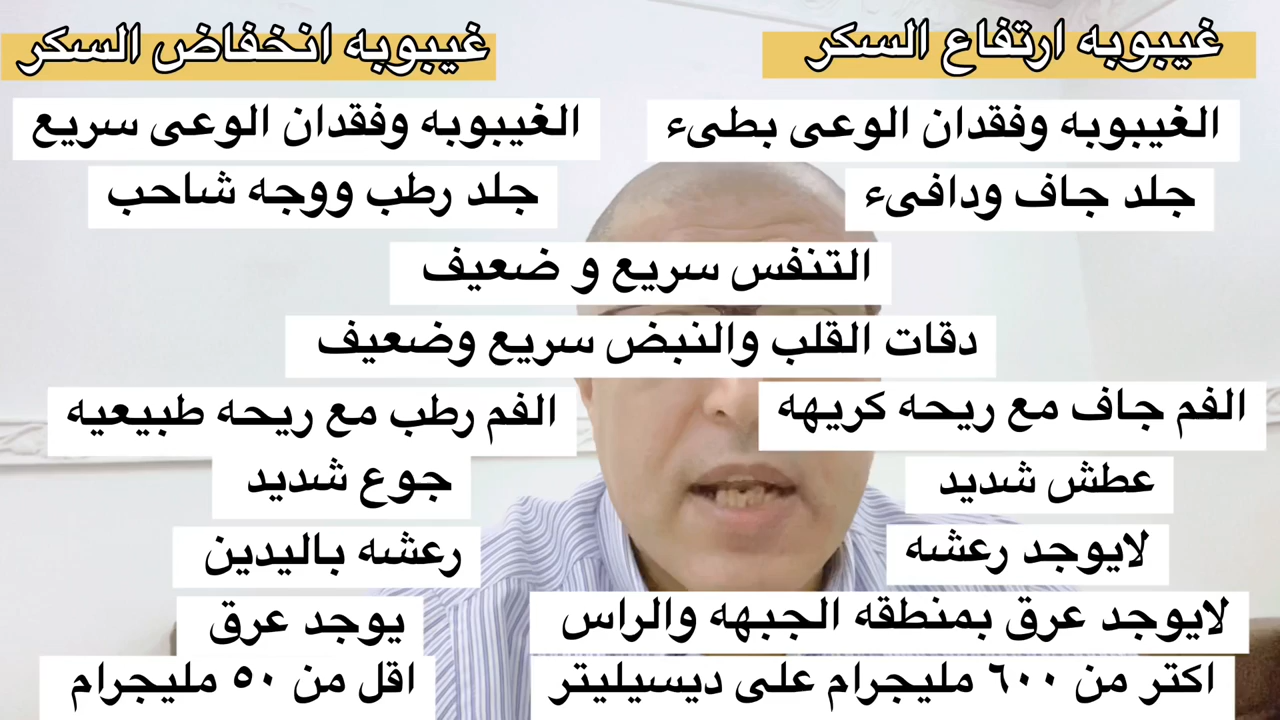 غيبوبه ارتفاع السكر
غيبوبه انخفاض السكر
الغيبوبه وفقدان الوعى بطىء
الغيبوبه وفقدان الوعى سريع
جلد جاف ودافىء
جلد رطب ووجه شاحب
التنفس سريع و ضعيف
دقات القلب والنبض سريع وضعيف
الفم جاف مع ريحه كريهه
الفم رطب مع ريحه طبيعيه
عطش شديد
جوع شديد
لايوجد رعشه
رعشه باليدين
لايوجد عرق بمنطقه الجبهه والراس
يوجد عرق
اكتر من ٦٠٠ مليجرام على ديسيليتر
اقل من ٥٠ مليجرام